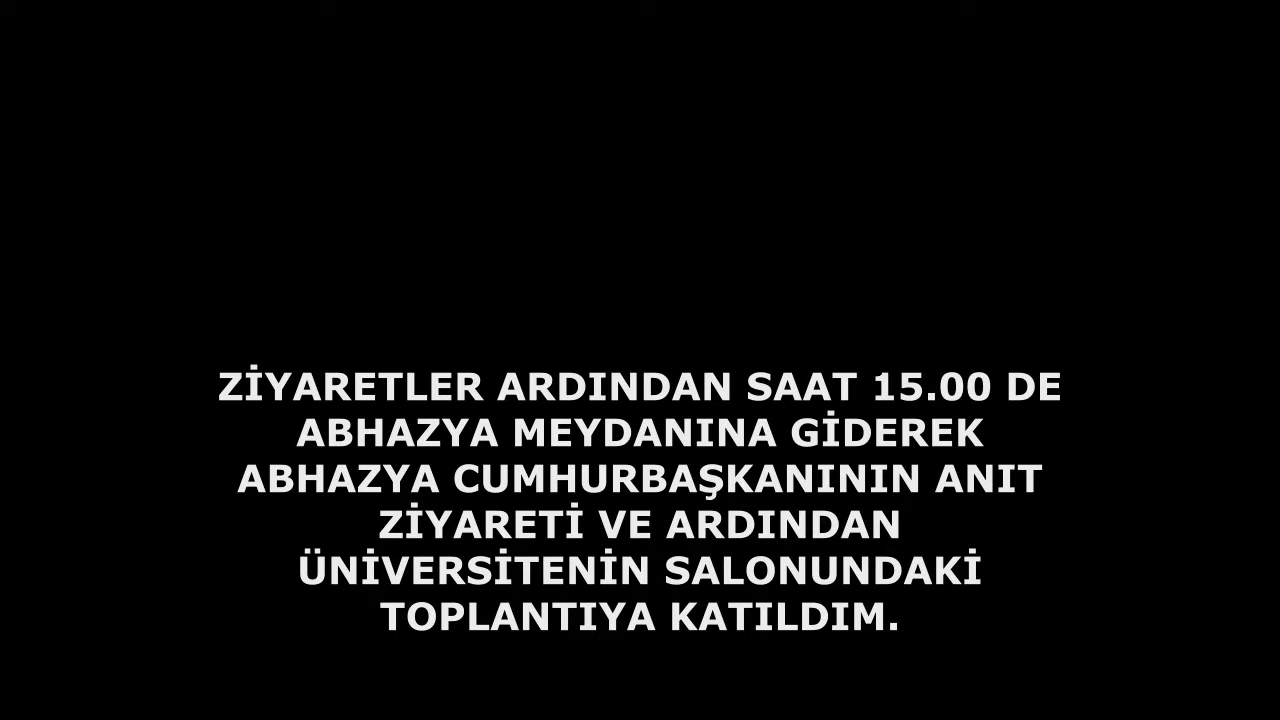 ZİYARETLER ARDINDAN SAAT 15.00 DE
ABHAZYA MEYDANINA GİDEREK
ABHAZYA CUMHURBAŞKANININ ANIT
ZİYARETİ VE ARDINDAN
ÜNİVERSİTENİN SALONUNDAKİ
TOPLANTIYA KATILDIM.